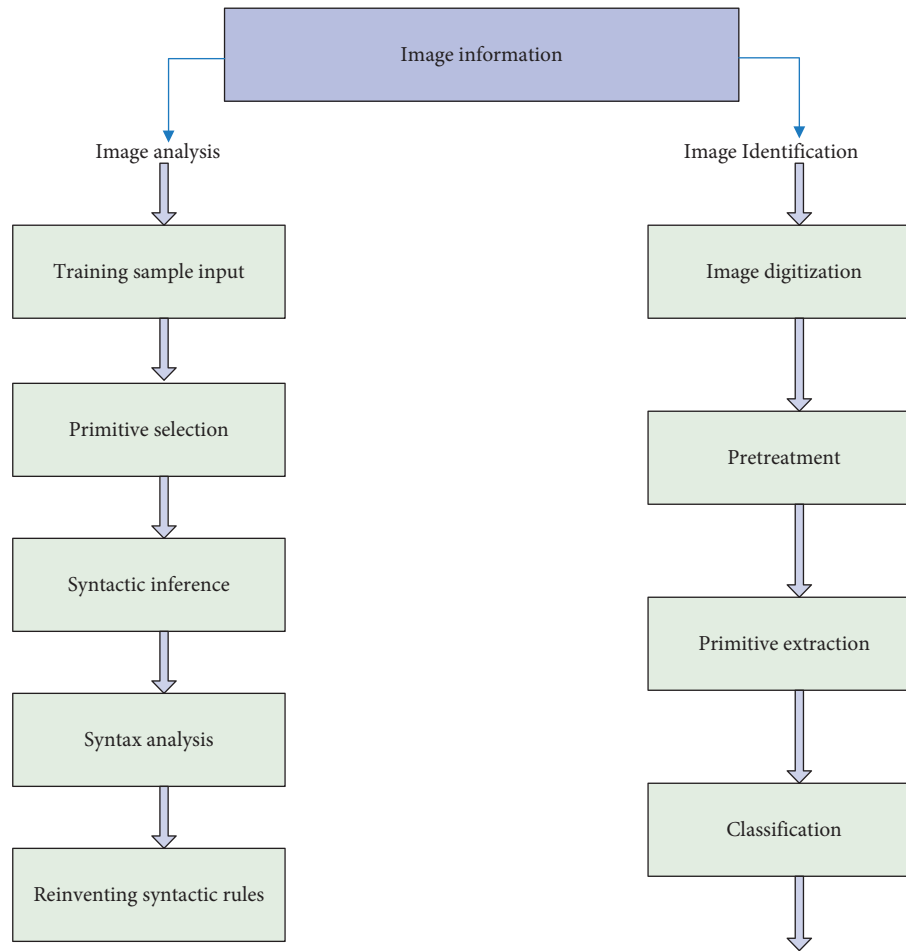 Image information
Image analysis
Training sample input
Primitive selection
Syntactic inference
Syntax analysis
Reinventing syntactic rules
Image Identification
Image digitization
Pretreatment
Primitive extraction
Classification